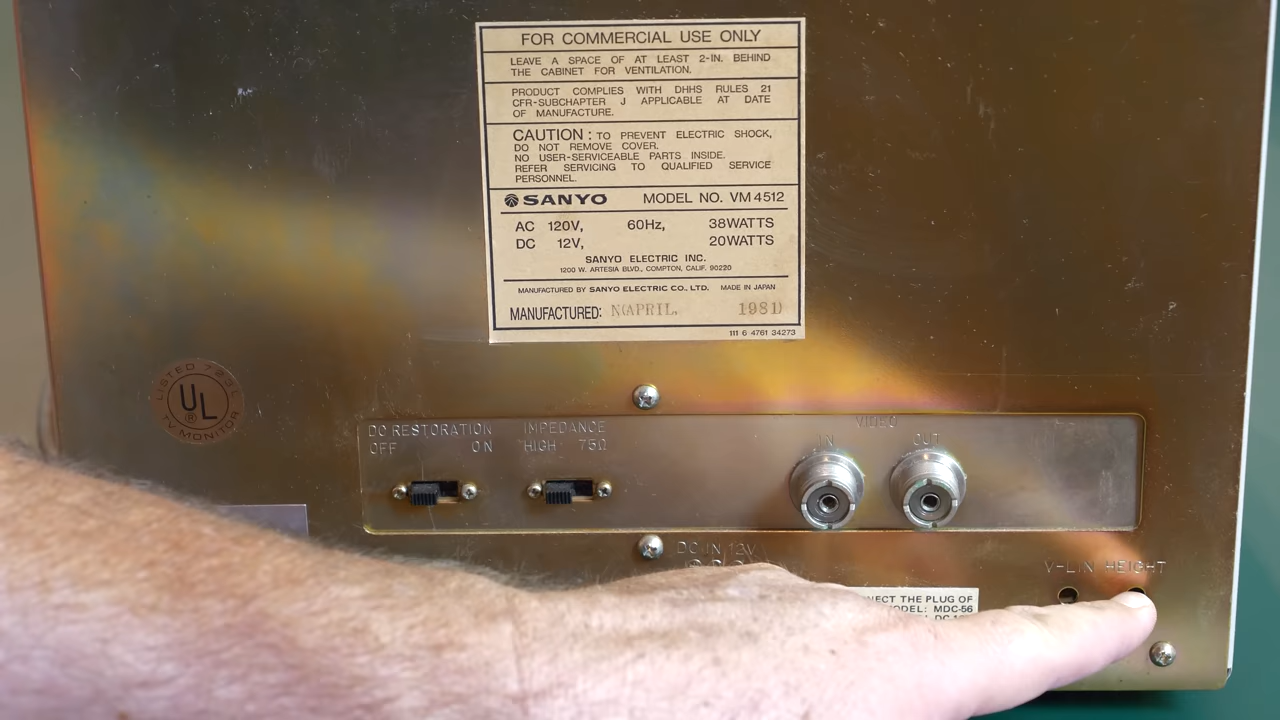 FOR COMMERCIAL USE ONLY
LEAVE A SPACE OF AT LEAST 2-IN. BEHIND
THE CABINET FOR VENTILATION.
PRODUCT COMPLIES WITH DHHS RULES 21
CFR-SUBCHAPTER J APPLICABLE AT DATE
OF MANUFACTURE.
CAUTION : TO PREVENT ELECTRIC SHOCK,
DO NOT REMOVE COVER.
NO USER-SERVICEABLE PARTS INSIDE.
REFER SERVICING TO QUALIFIED SERVICE
PERSONNEL.
SANYO MODEL NO. VM 4512
AC 120V, 60Hz, 38WATTS
DC 12V, 20WATTS
SANYO ELECTRIC INC.
1200 W. ARTESIA BLVD., COMPTON, CALIF. 90220
MANUFACTURED BY SANYO ELECTRIC CO., LTD. MADE IN JAPAN
MANUFACTURED: APRIL, 1981
111 6 4761 34273
LISTED 723L
UL
®
TV MONITOR
DC RESTORATION
OFF ON
IMPEDANCE
HIGH 75Ω
VIDEO
IN OUT
DC IN 12V
V-LIN HEIGHT
THE PLUG OF
MDC-56